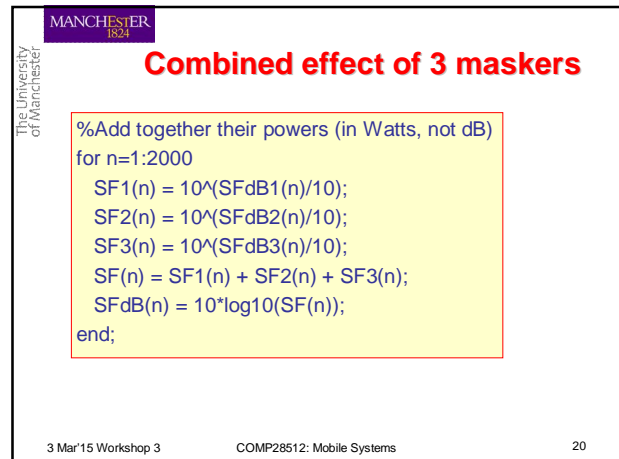 MANCHESTER
1824
The University
of Manchester
Combined effect of 3 maskers
%Add together their powers (in Watts, not dB)
for n=1:2000
SF1(n) = 10^(SFdB1(n)/10);
SF2(n) = 10^(SFdB2(n)/10);
SF3(n) = 10^(SFdB3(n)/10);
SF(n) = SF1(n) + SF2(n) + SF3(n);
SFdB(n) = 10*log10(SF(n));
end;
3 Mar'15 Workshop 3 COMP28512: Mobile Systems 20